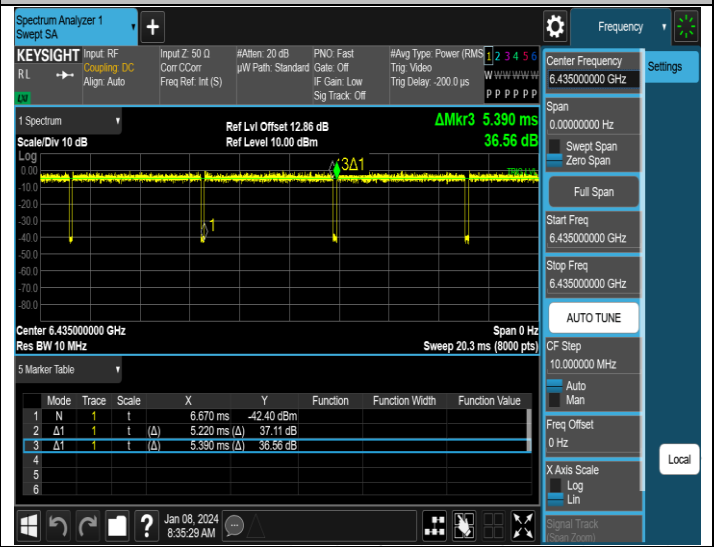 Spectrum Analyzer 1
Swept SA
+
Frequency
KEYSIGHT
RL
Input: RF
Coupling: DC
Align: Auto
Input Z: 50 Ω
Corr CCorr
Freq Ref: Int (S)
#Atten: 20 dB
µW Path: Standard
PNO: Fast
Gate: Off
IF Gain: Low
Sig Track: Off
#Avg Type: Power (RMS
Trig: Video
Trig Delay: -200.0 µs
1 2 3 4 5 6
W W W W W W
P P P P P P
LXI
1 Spectrum
Scale/Div 10 dB
Ref Lvl Offset 12.86 dB
Ref Level 10.00 dBm
ΔMkr3 5.390 ms
36.56 dB
Log
0.00
-10.0
-20.0
-30.0
-40.0
-50.0
-60.0
-70.0
-80.0
3Δ1
1
Center 6.435000000 GHz
Res BW 10 MHz
Span 0 Hz
Sweep 20.3 ms (8000 pts)
5 Marker Table
Mode Trace Scale X Y Function Function Width Function Value
1 N 1 t 6.670 ms -42.40 dBm
2 Δ1 1 t (Δ) 5.220 ms (Δ) 37.11 dB
3 Δ1 1 t (Δ) 5.390 ms (Δ) 36.56 dB
4
5
6
?
Jan 08, 2024
8:35:29 AM
Center Frequency
6.435000000 GHz
Span
0.00000000 Hz
Swept Span
Zero Span
Full Span
Start Freq
6.435000000 GHz
Stop Freq
6.435000000 GHz
AUTO TUNE
CF Step
10.000000 MHz
Auto
Man
Freq Offset
0 Hz
X Axis Scale
Log
Lin
Signal Track
(Span Zoom)
Settings
Local